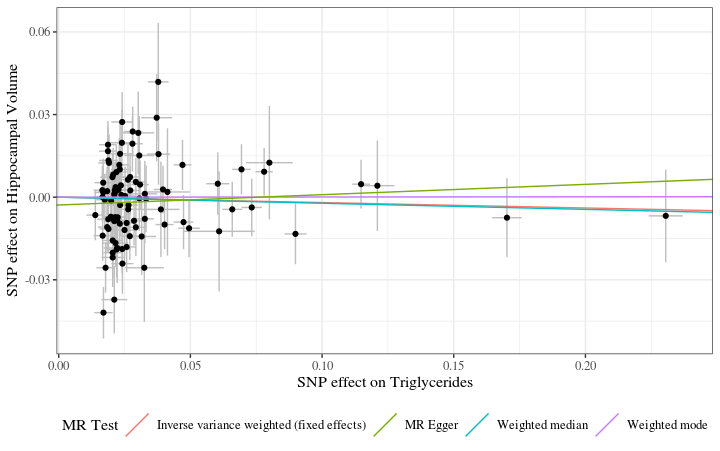 SNP effect on Hippocampal Volume
0.06
0.03
0.00
-0.03
0.00 0.05 0.10 0.15 0.20
SNP effect on Triglycerides
MR Test Inverse variance weighted (fixed effects) MR Egger Weighted median Weighted mode